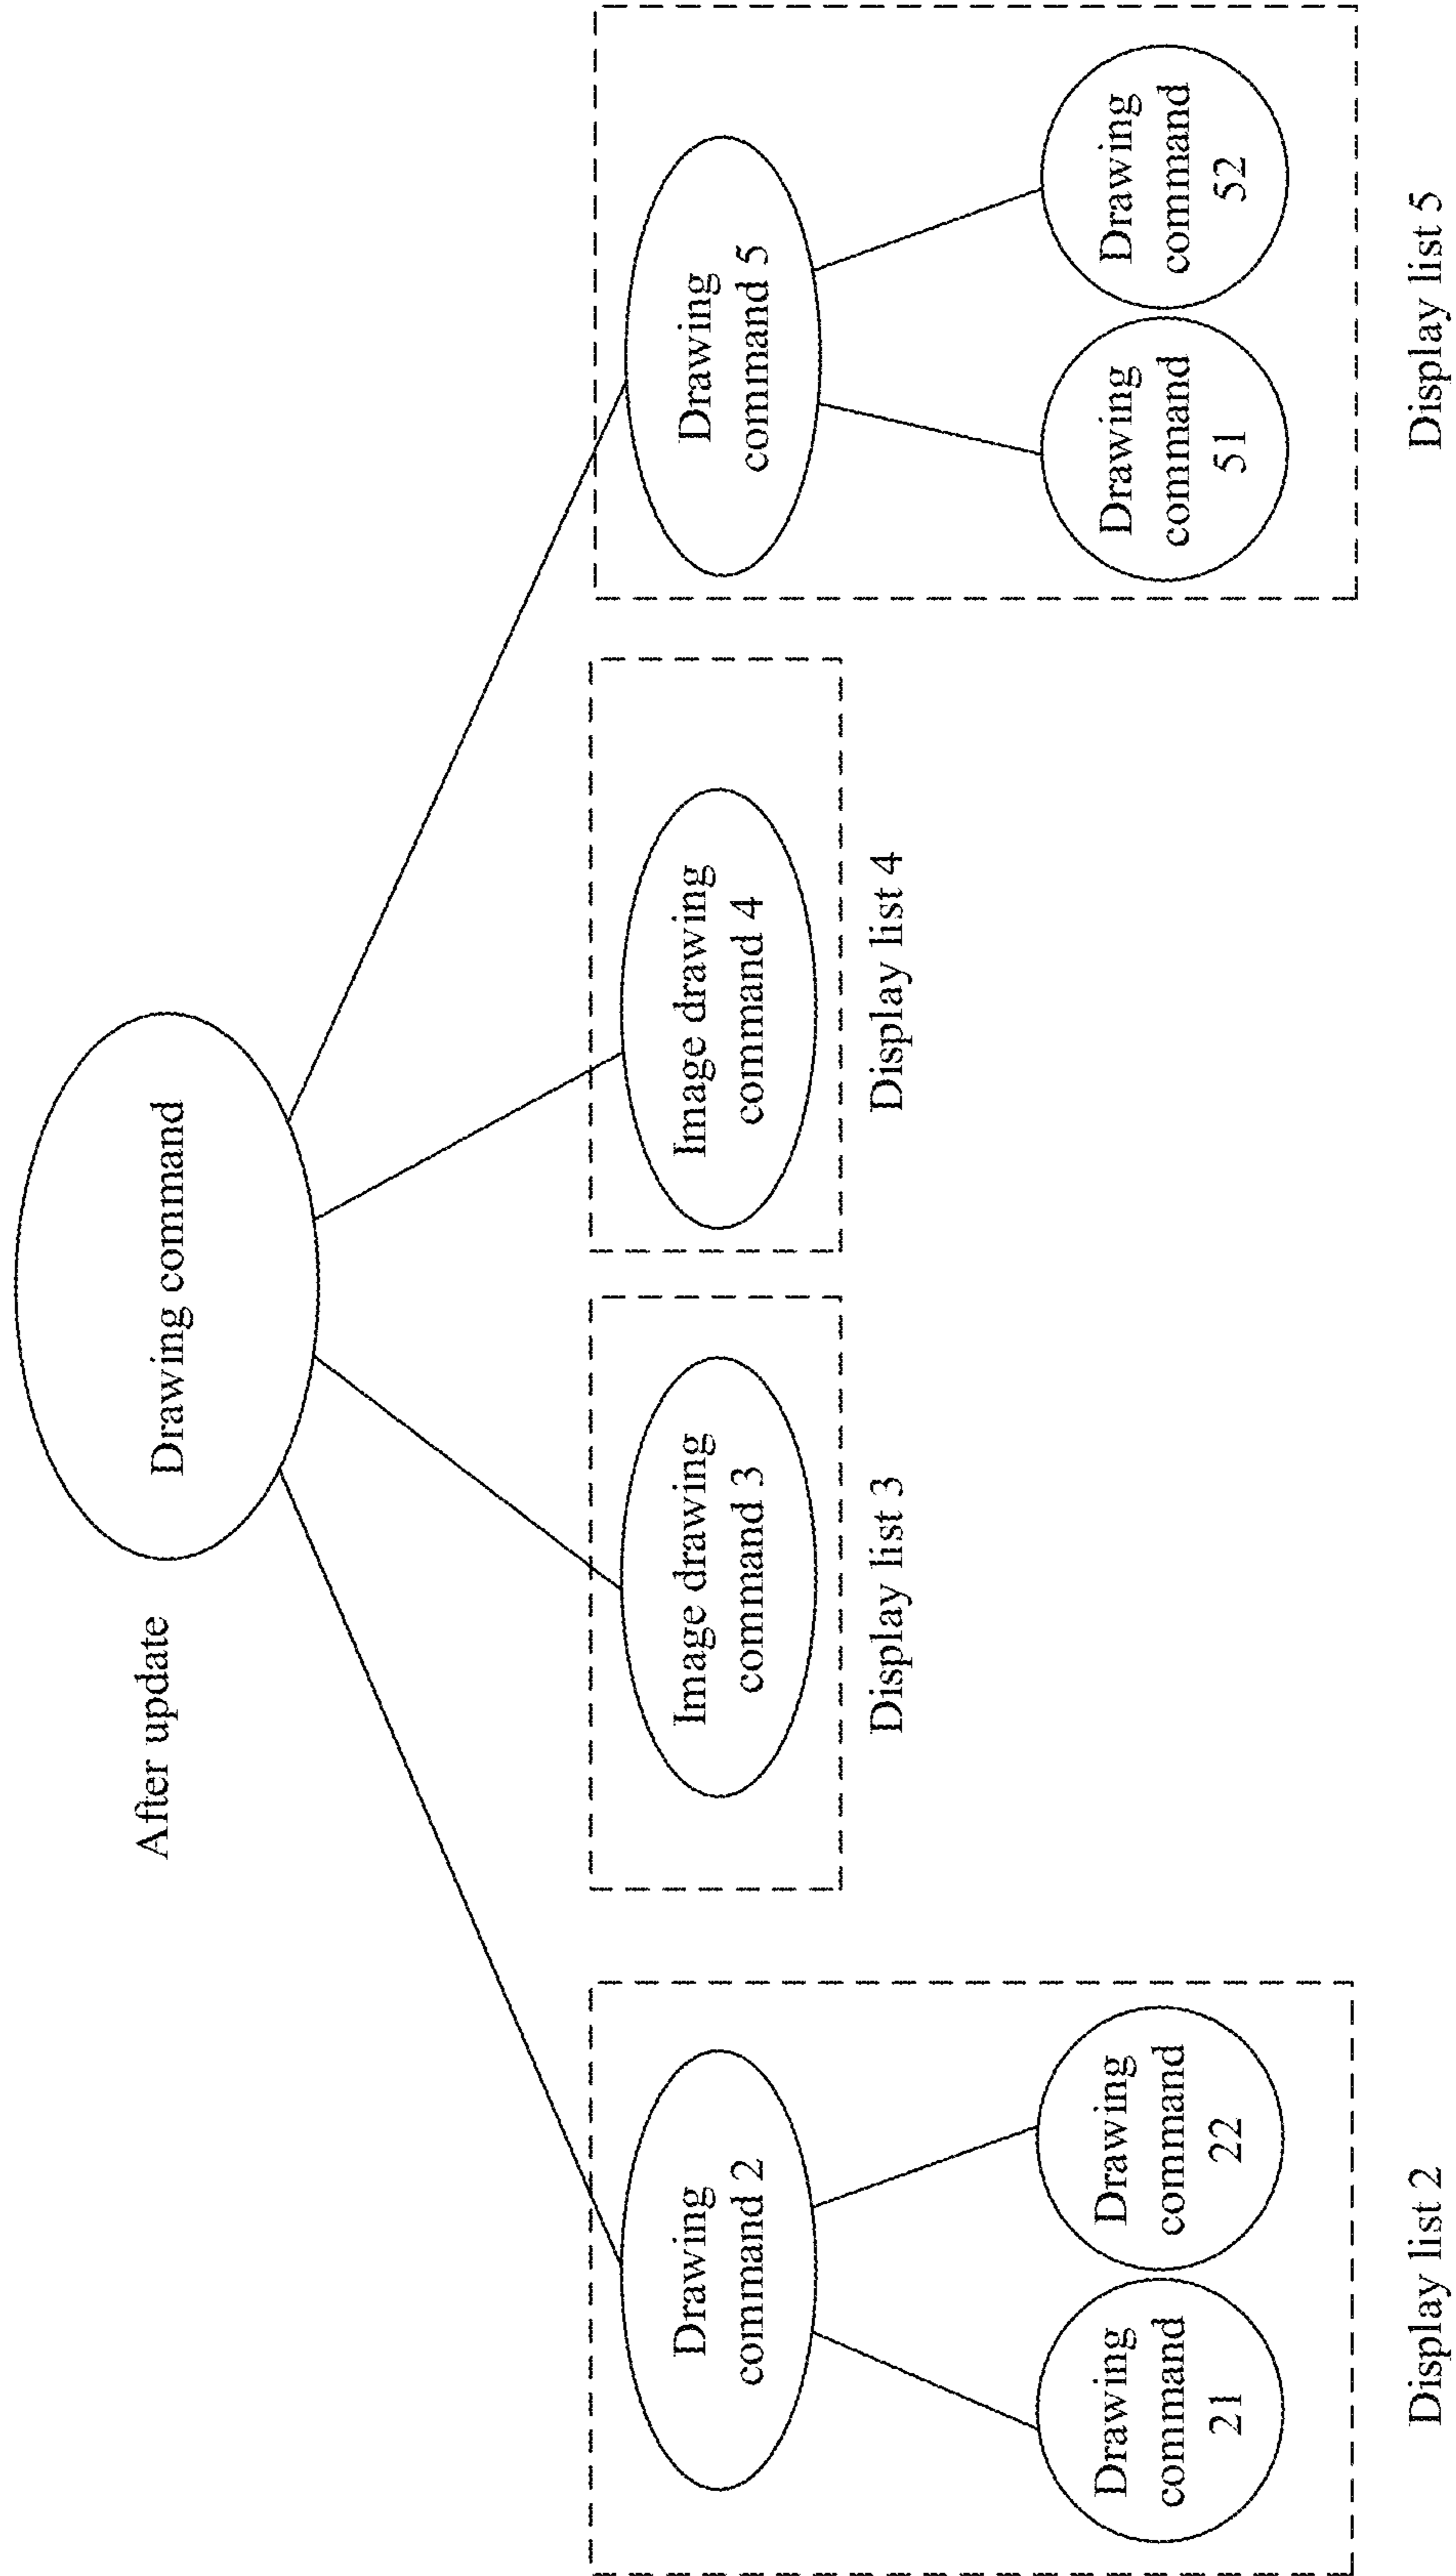 After update
Drawing command
Drawing
command 2
Drawing
command
21
Drawing
command
22
Display list 2
Image drawing
command 3
Display list 3
Image drawing
command 4
Display list 4
Drawing
command 5
Drawing
command
51
Drawing
command
52
Display list 5